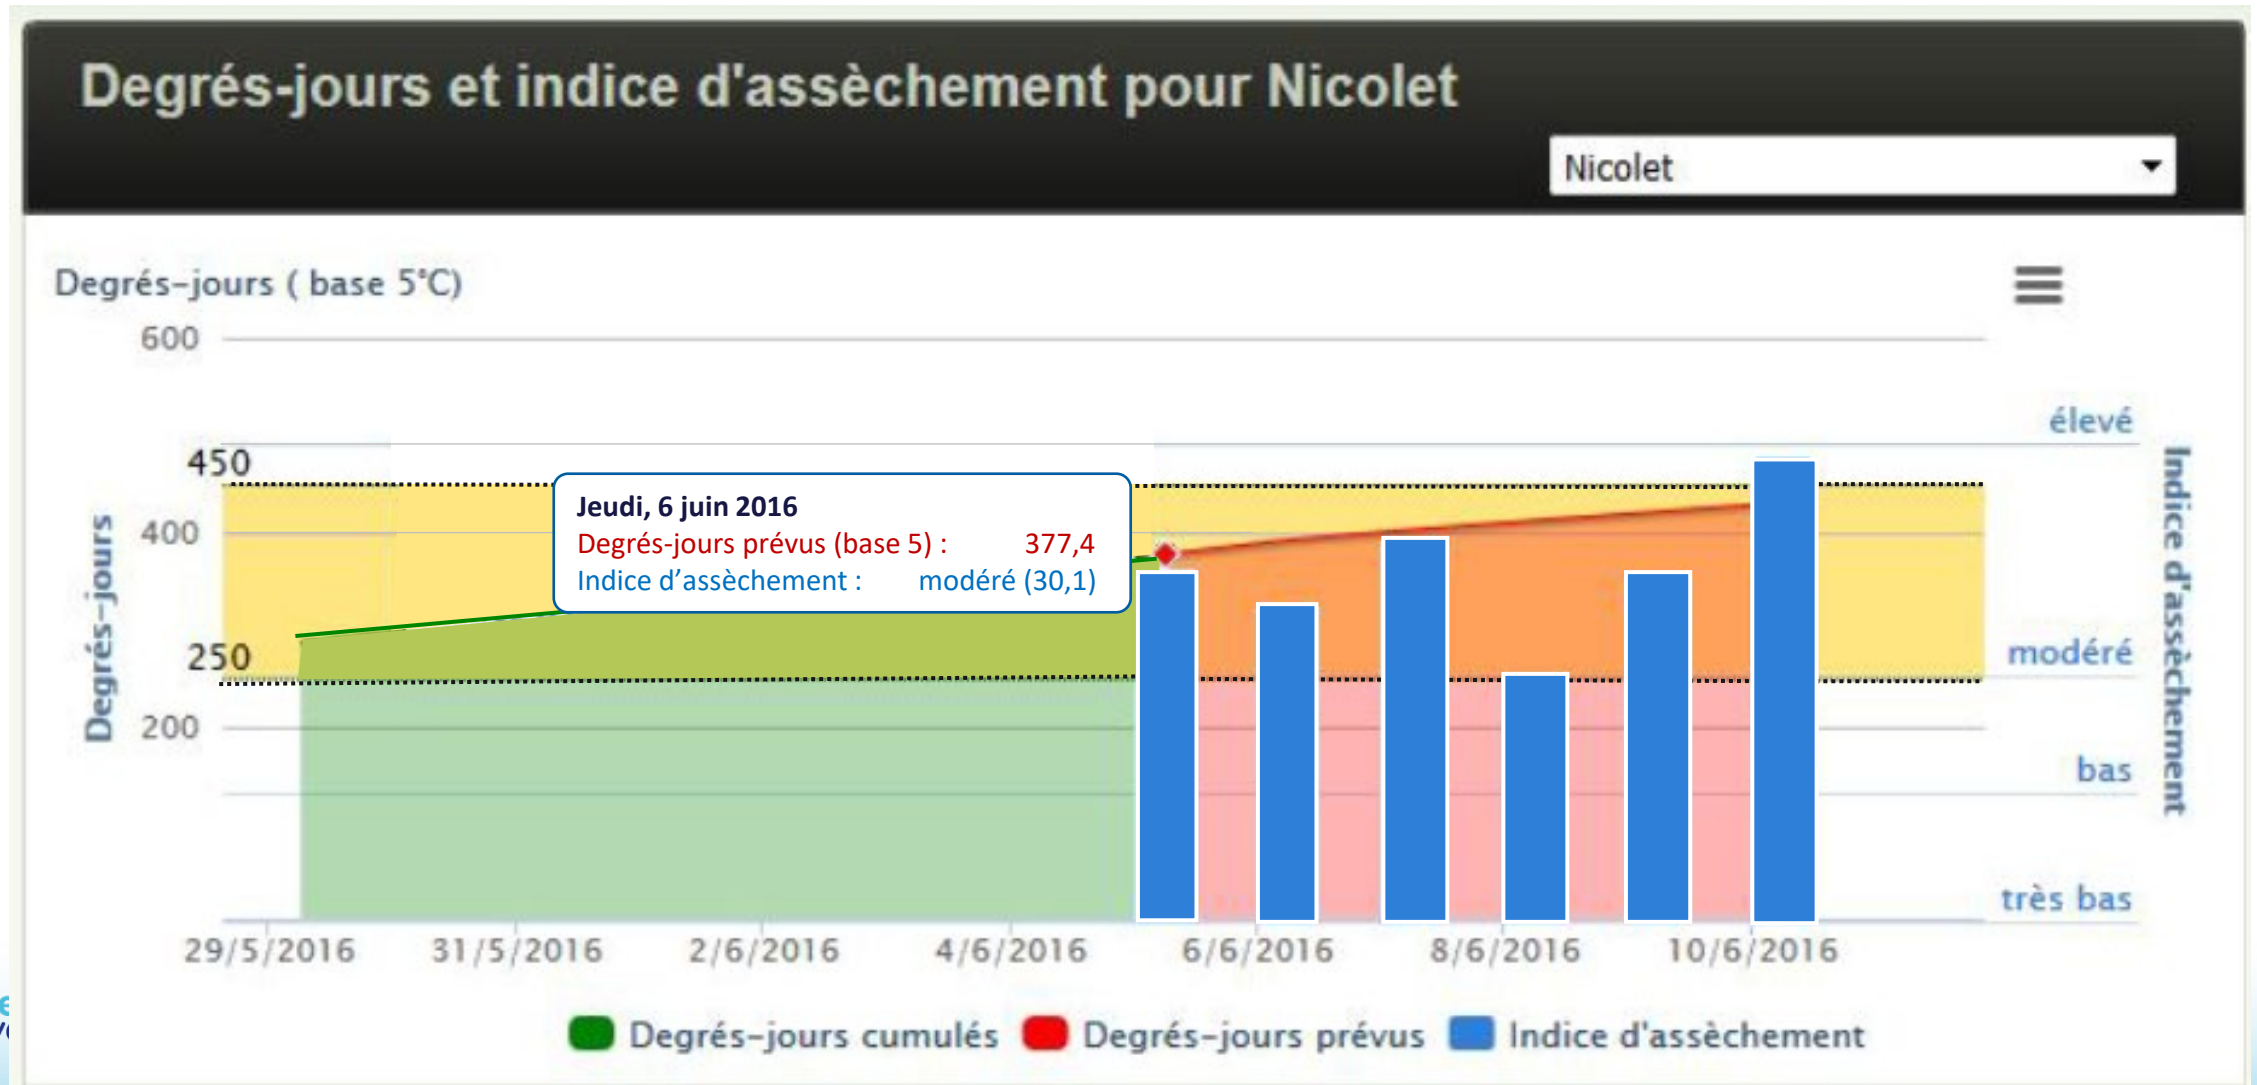 Degrés-jours et indice d'assèchement pour Nicolet
Nicolet
Degrés-jours ( base 5°C)
600
élevé
450
Jeudi, 6 juin 2016
Degrés-jours prévus (base 5) : 377,4
Indice d'assèchement : modéré (30,1)
400
250
modéré
200
bas
très bas
Degrés-jours
Indice d'assèchement
29/5/2016 31/5/2016 2/6/2016 4/6/2016 6/6/2016 8/6/2016 10/6/2016
Degrés-jours cumulés Degrés-jours prévus Indice d'assèchement